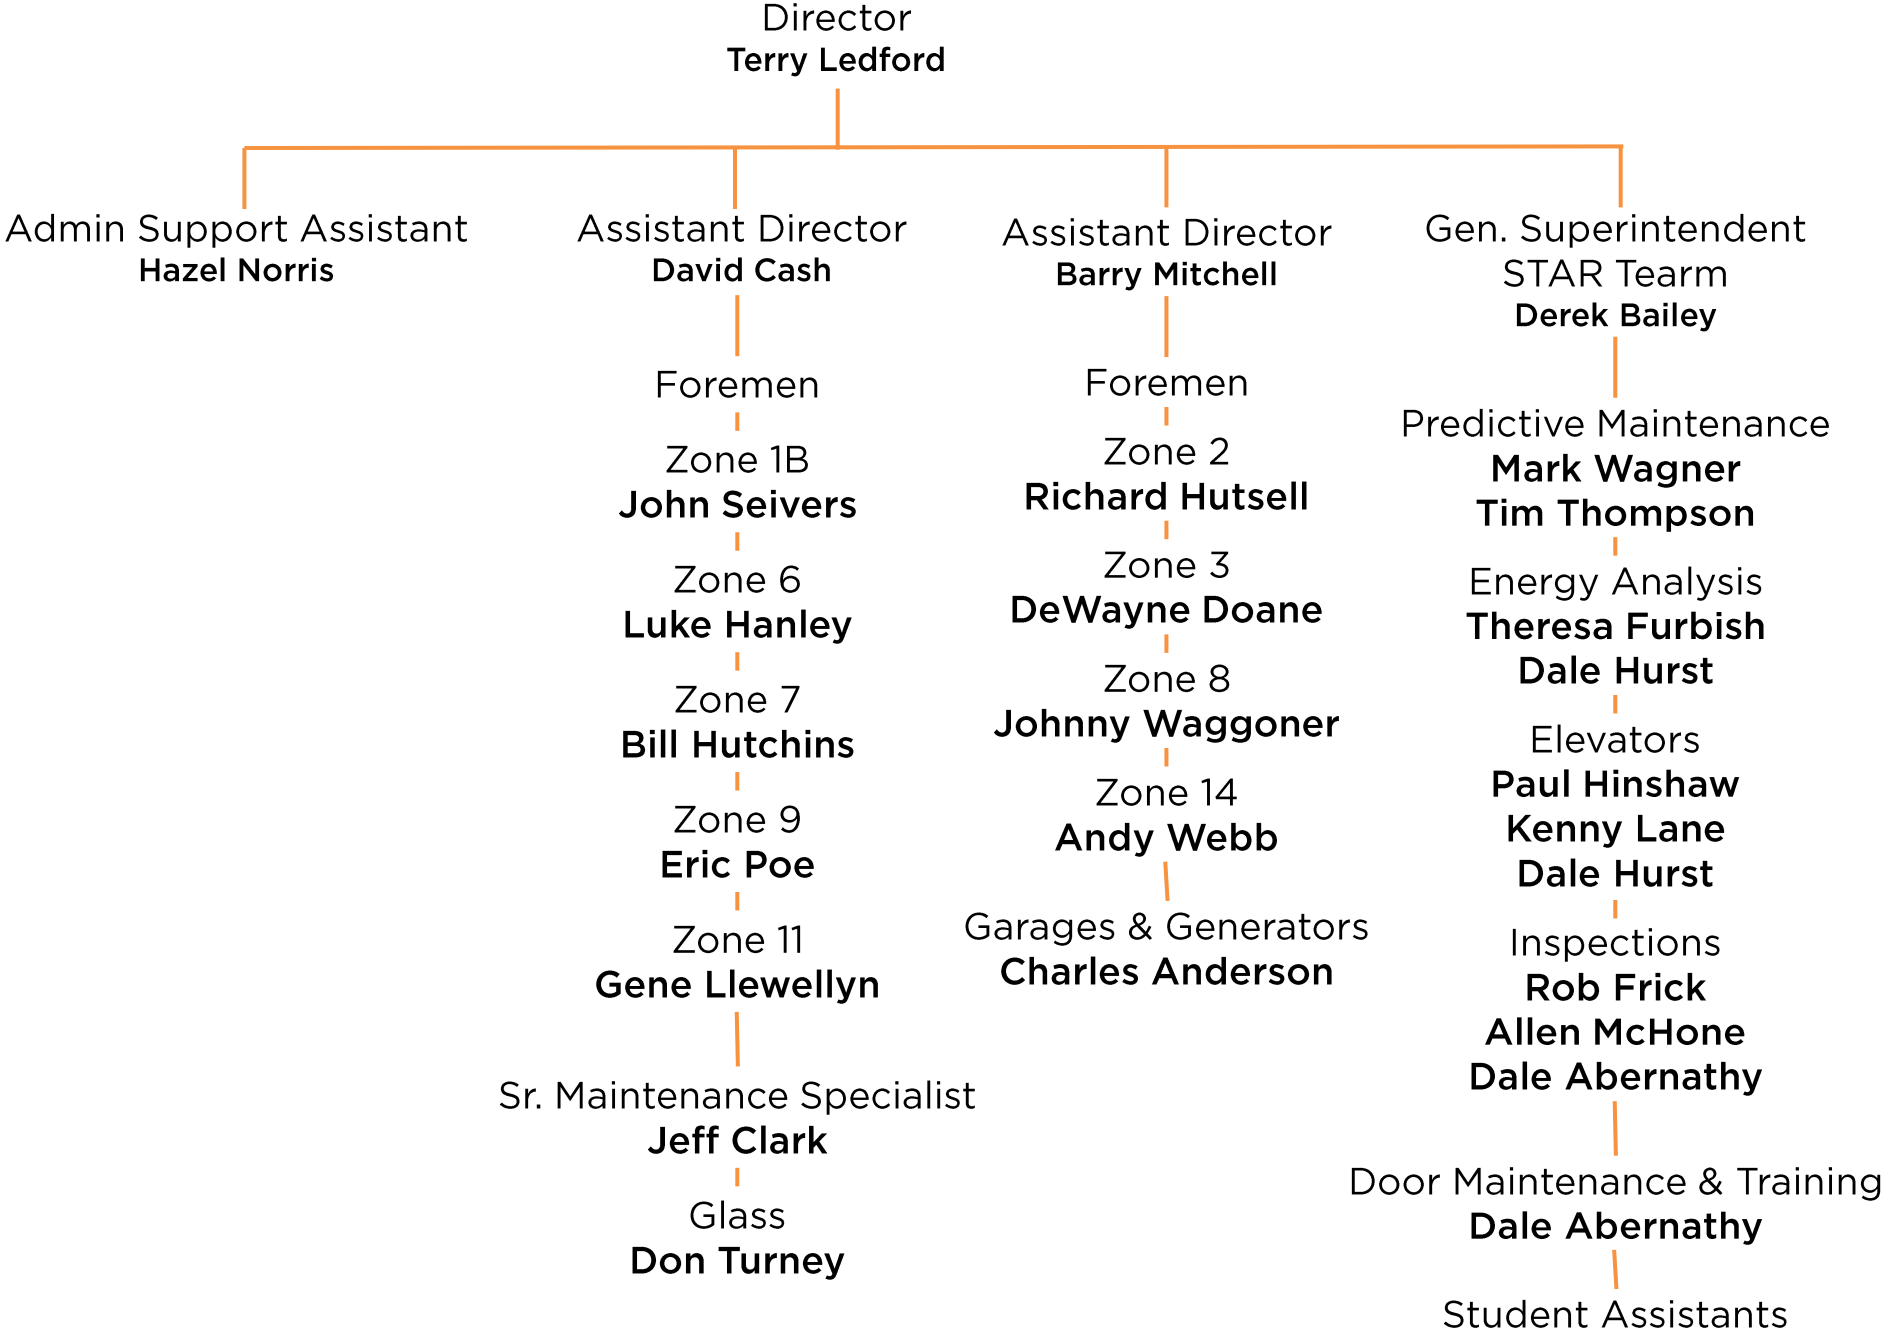 Director
Terry Ledford
Admin Support Assistant
Hazel Norris
Assistant Director
David Cash
Foremen
Zone 1B
John Seivers
Zone 6
Luke Hanley
Zone 7
Bill Hutchins
Zone 9
Eric Poe
Zone 11
Gene Llewellyn
Sr. Maintenance Specialist
Jeff Clark
Glass
Don Turney
Assistant Director
Barry Mitchell
Foremen
Zone 2
Richard Hutsell
Zone 3
DeWayne Doane
Zone 8
Johnny Waggoner
Zone 14
Andy Webb
Garages & Generators
Charles Anderson
Gen. Superintendent
STAR Tearm
Derek Bailey
Predictive Maintenance
Mark Wagner
Tim Thompson
Energy Analysis
Theresa Furbish
Dale Hurst
Elevators
Paul Hinshaw
Kenny Lane
Dale Hurst
Inspections
Rob Frick
Allen McHone
Dale Abernathy
Door Maintenance & Training
Dale Abernathy
Student Assistants